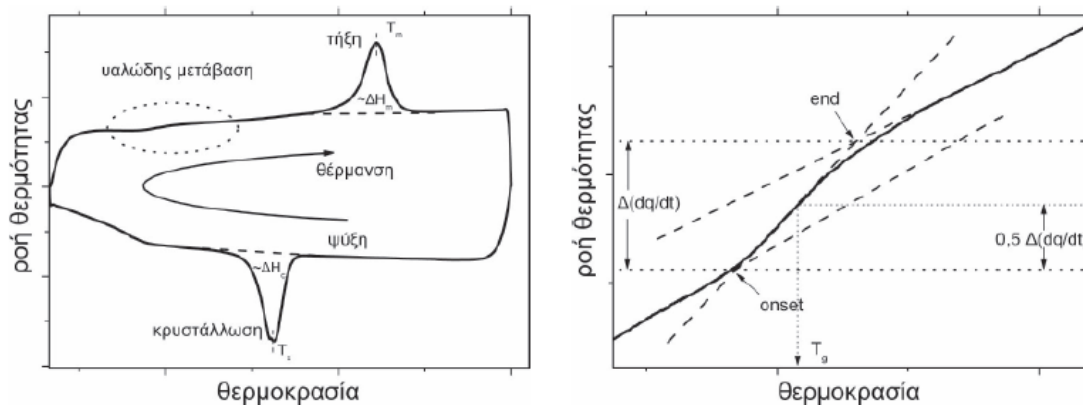 τήξη
T_m
υαλώδης μετάβαση
~ΔH_m
θέρμανση
ψύξη
~ΔH_c
κρυστάλλωση
T_c
ροή θερμότητας
θερμοκρασία
end
Δ(dq/dt)
0,5 Δ(dq/dt
onset
T_g
ροή θερμότητας
θερμοκρασία